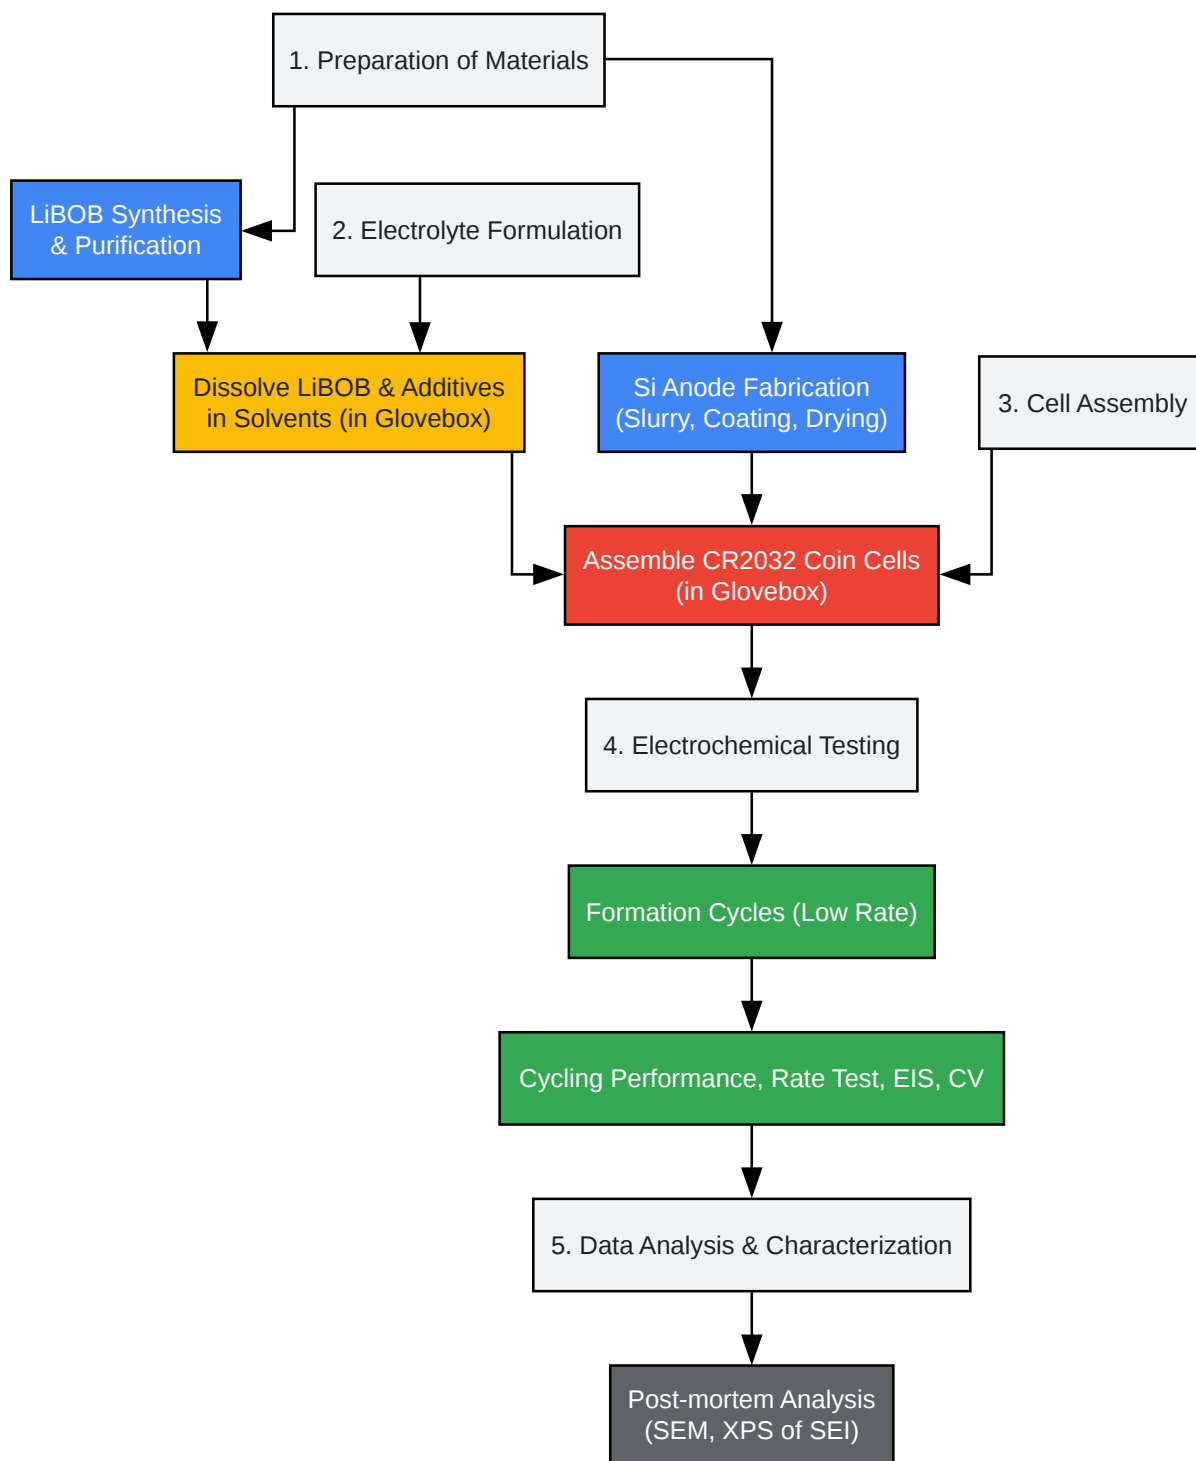 1. Preparation of Materials
LiBOB Synthesis
& Purification
2. Electrolyte Formulation
Dissolve LiBOB & Additives
in Solvents (in Glovebox)
Si Anode Fabrication
(Slurry, Coating, Drying)
3. Cell Assembly
Assemble CR2032 Coin Cells
(in Glovebox)
4. Electrochemical Testing
Formation Cycles (Low Rate)
Cycling Performance, Rate Test, EIS, CV
5. Data Analysis & Characterization
Post-mortem Analysis
(SEM, XPS of SEI)